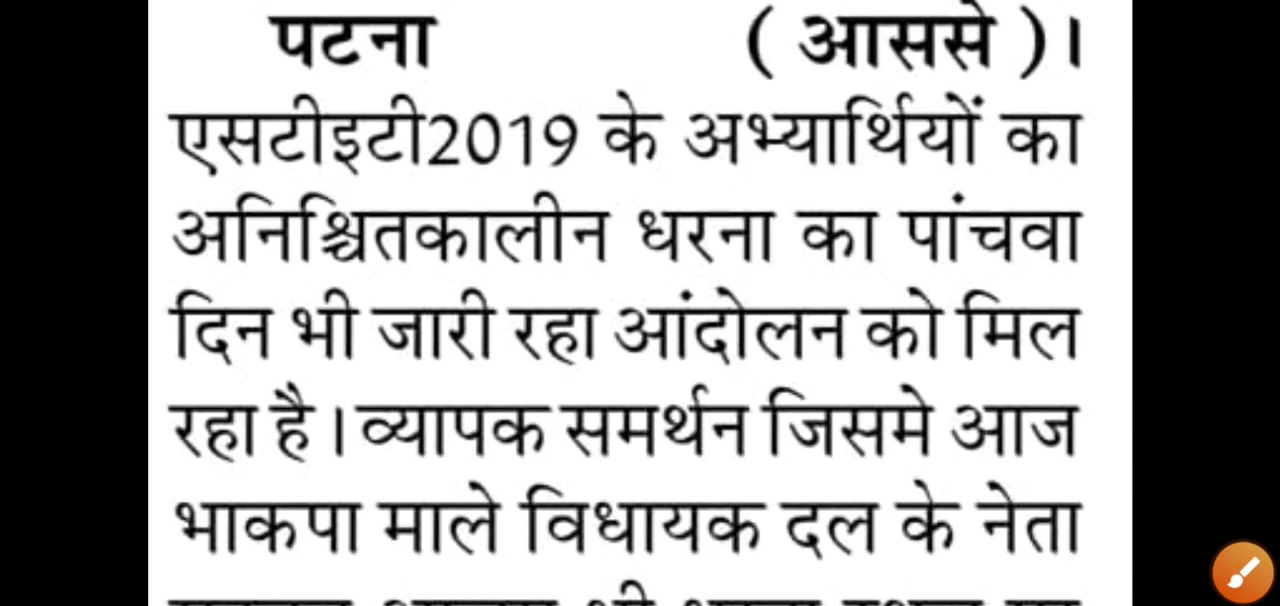 पटना ( आससे )।
एसटीइटी2019 के अभ्यार्थियों का
अनिश्चितकालीन धरना का पांचवा
दिन भी जारी रहा आंदोलन को मिल
रहा है। व्यापक समर्थन जिसमे आज
भाकपा माले विधायक दल के नेता